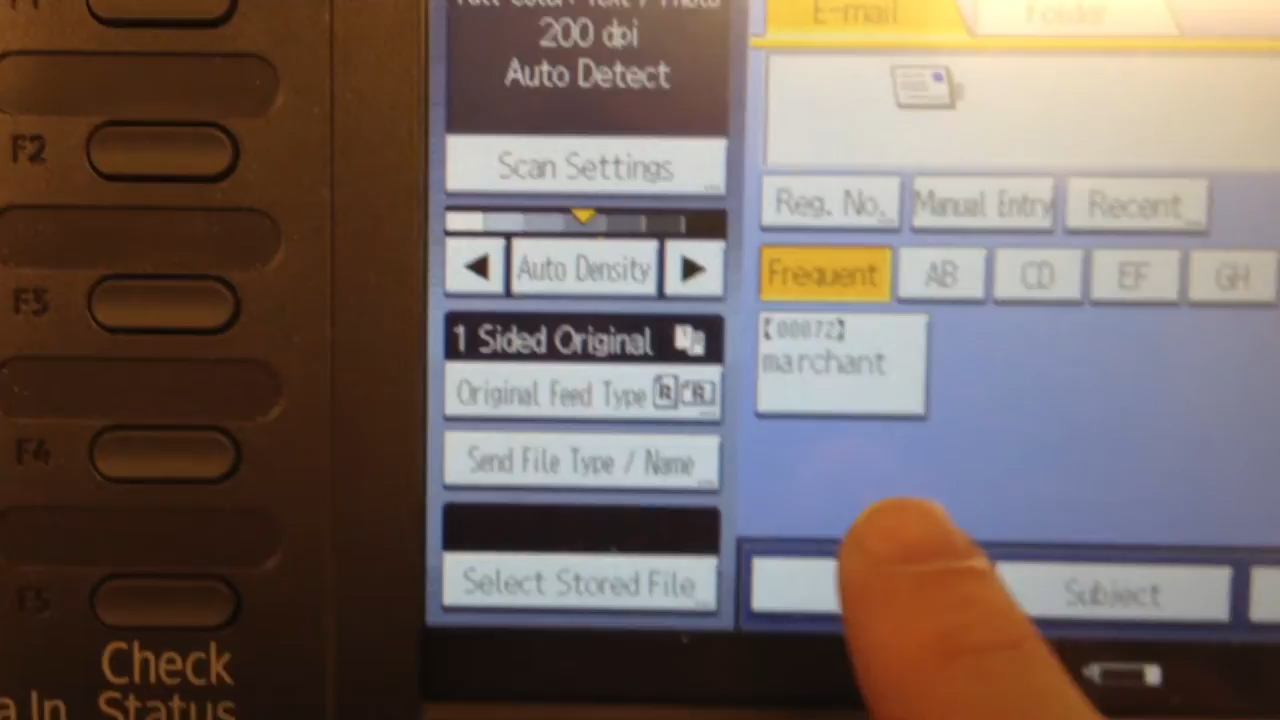 200 dpi
Auto Detect
Scan Settings
Auto Density
1 Sided Original
Original Feed Type
Send File Type / Name
Select Stored File
E-mail
Folder
Reg. No.
Manual Entry
Recent
Frequent
AB
CD
EF
GH
【00072】
marchant
Subject
F2
F3
F4
F5
Check
Status